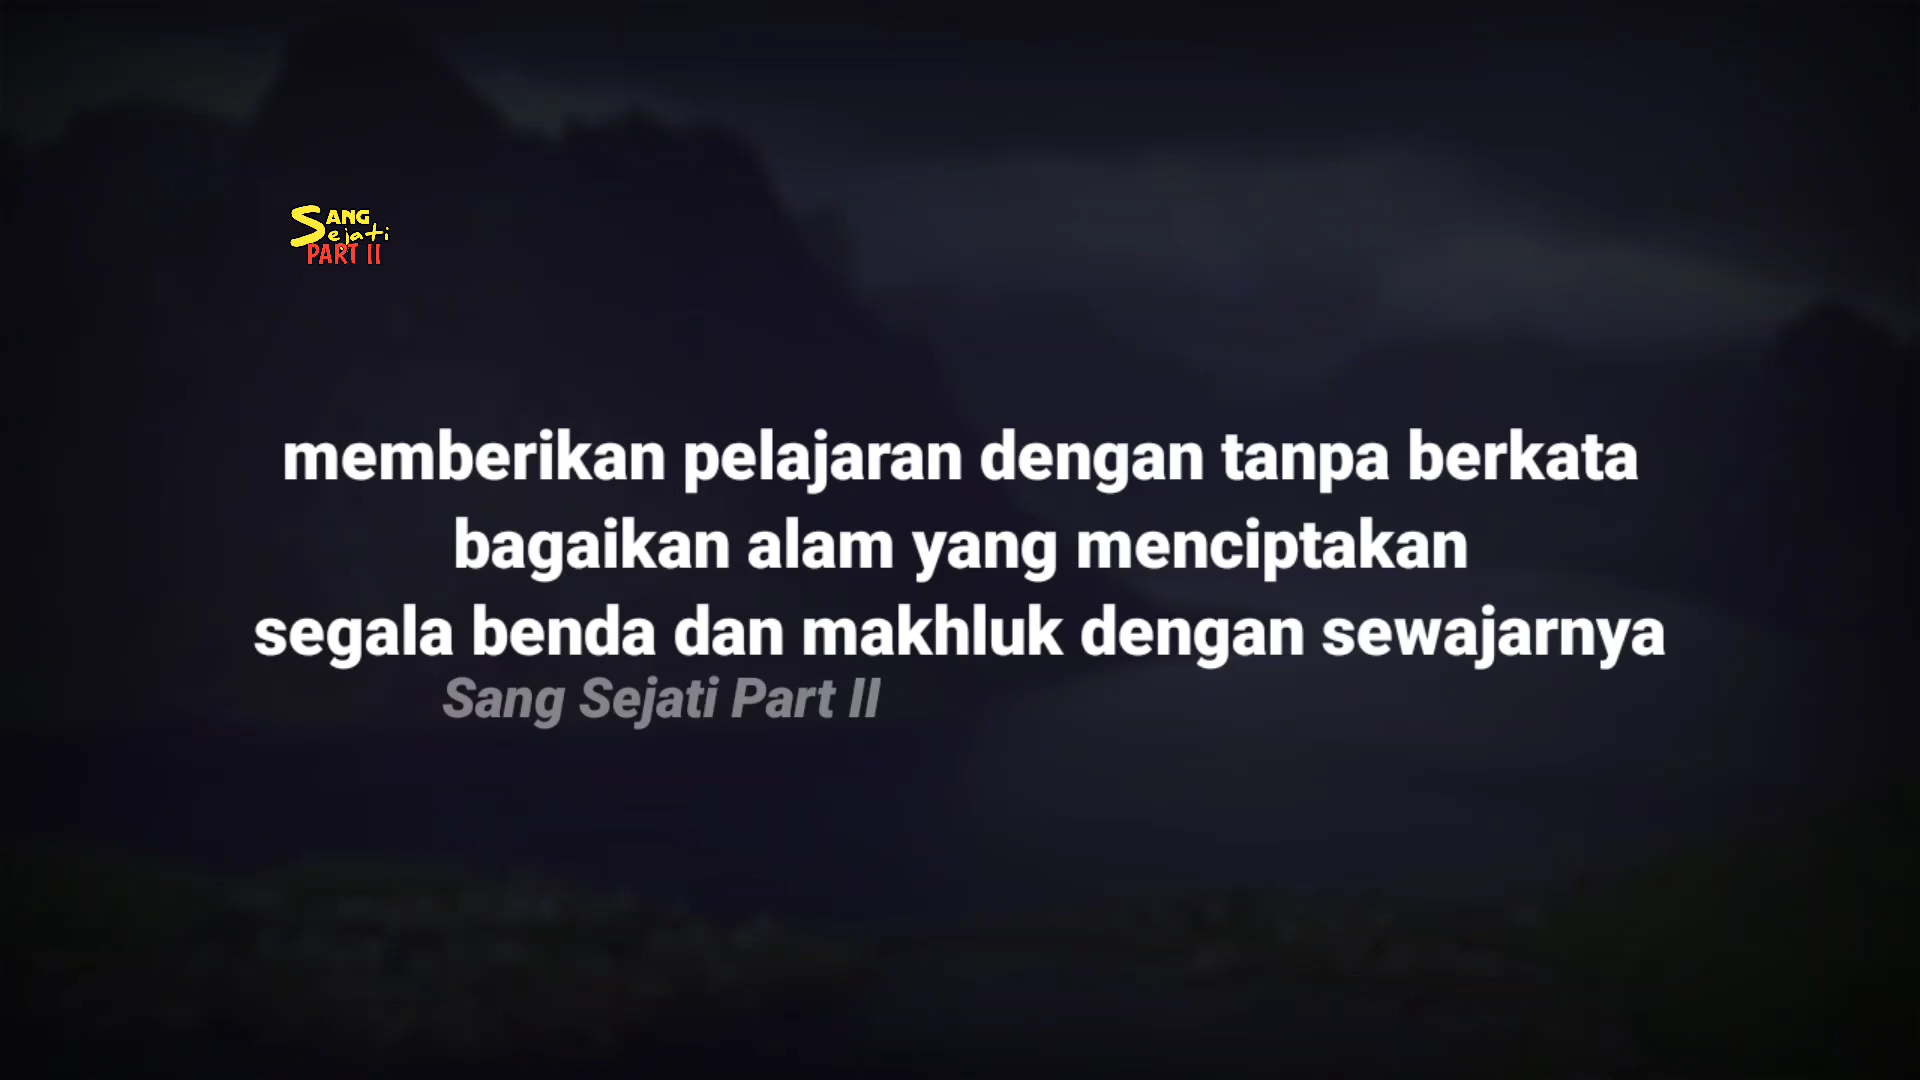 SANG
Sejati
PART II
memberikan pelajaran dengan tanpa berkata
bagaikan alam yang menciptakan
segala benda dan makhluk dengan sewajarnya
Sang Sejati Part II